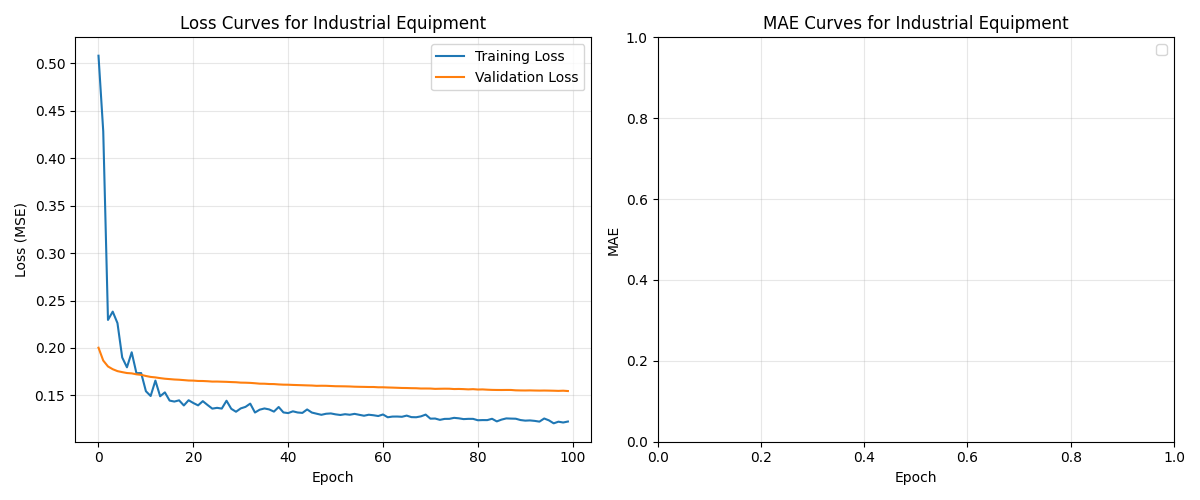 Loss Curves for Industrial Equipment
Training Loss
Validation Loss
Loss (MSE)
0.50
0.45
0.40
0.35
0.30
0.25
0.20
0.15
0 20 40 60 80 100
Epoch
MAE Curves for Industrial Equipment
MAE
1.0
0.8
0.6
0.4
0.2
0.0
0.0 0.2 0.4 0.6 0.8 1.0
Epoch